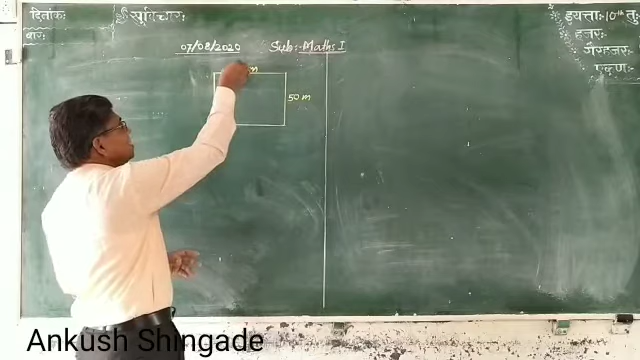 दिनांक:
सुविचार:
इयत्ता: 10th तु:
वार:
हजर:
07/08/2020 Sub:- Maths I
गैरहजर:
एकूण:
m
50 m
Ankush Shingade